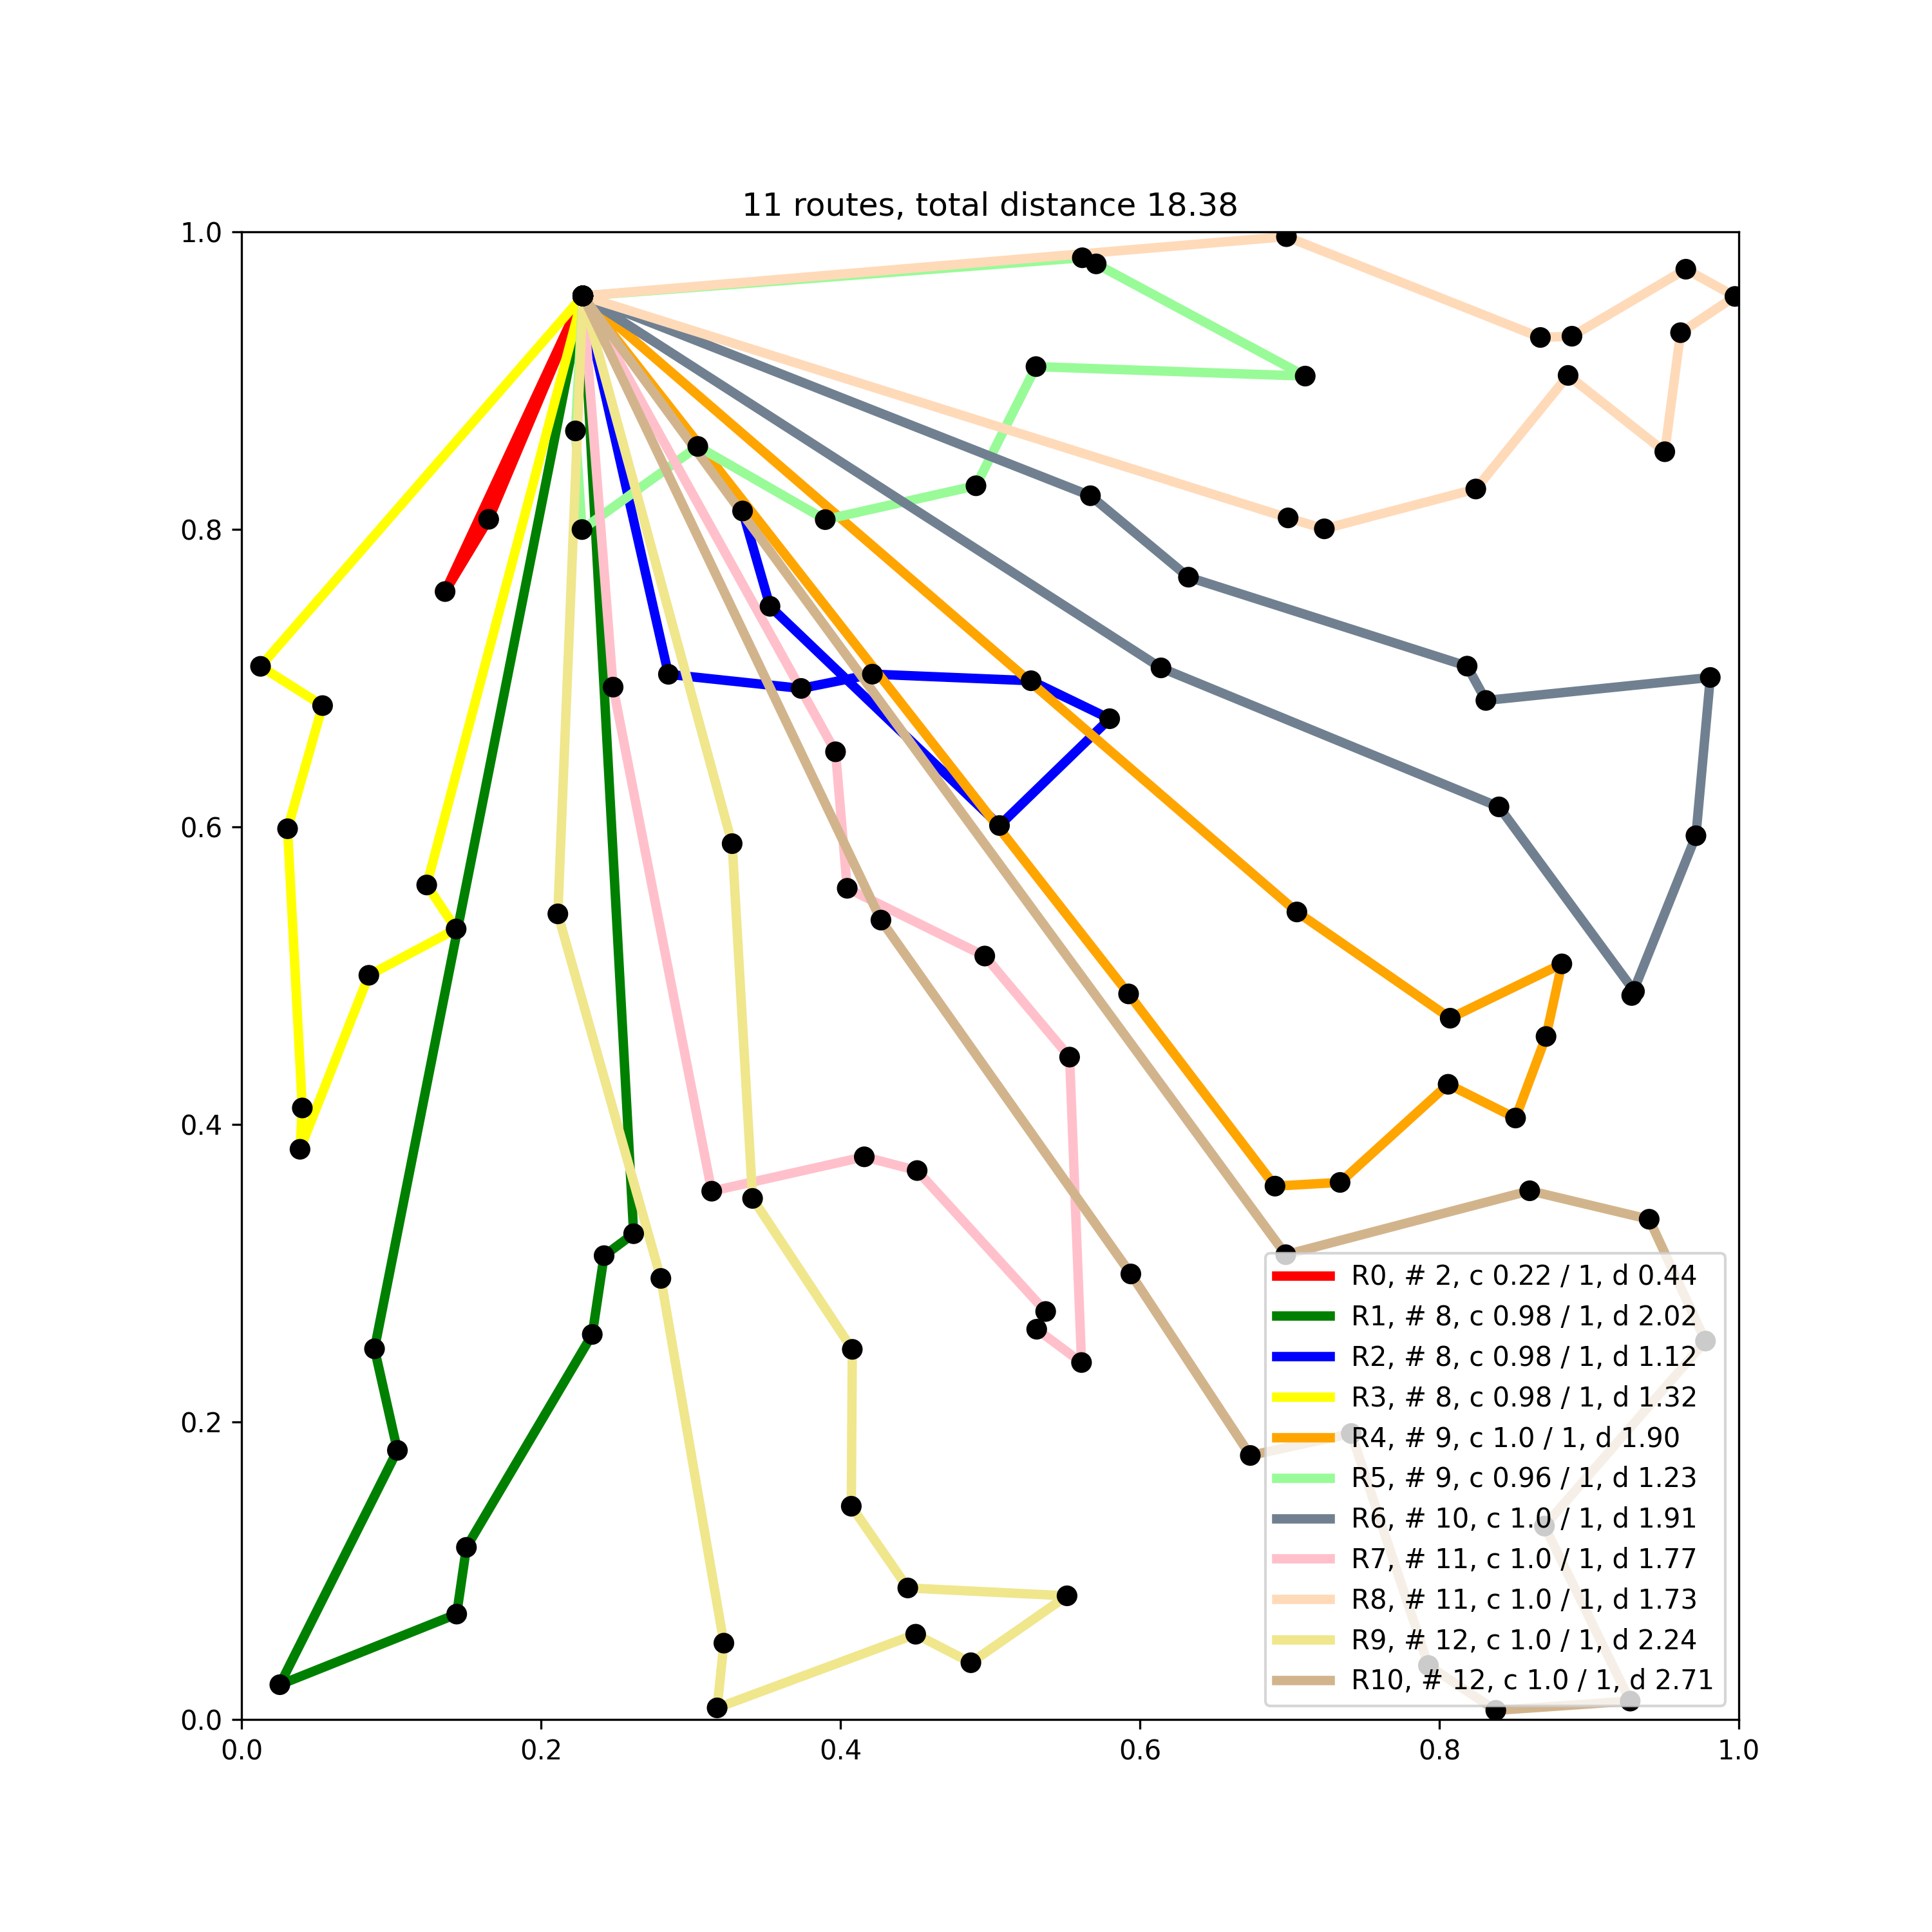 11 routes, total distance 18.38
1.0
0.8
0.6
0.4
0.2
0.0
R0, # 2, c 0.22 / 1, d 0.44
R1, # 8, c 0.98 / 1, d 2.02
R2, # 8, c 0.98 / 1, d 1.12
R3, # 8, c 0.98 / 1, d 1.32
R4, # 9, c 1.0 / 1, d 1.90
R5, # 9, c 0.96 / 1, d 1.23
R6, # 10, c 1.0 / 1, d 1.91
R7, # 11, c 1.0 / 1, d 1.77
R8, # 11, c 1.0 / 1, d 1.73
R9, # 12, c 1.0 / 1, d 2.24
R10, # 12, c 1.0 / 1, d 2.71
0.0 0.2 0.4 0.6 0.8 1.0